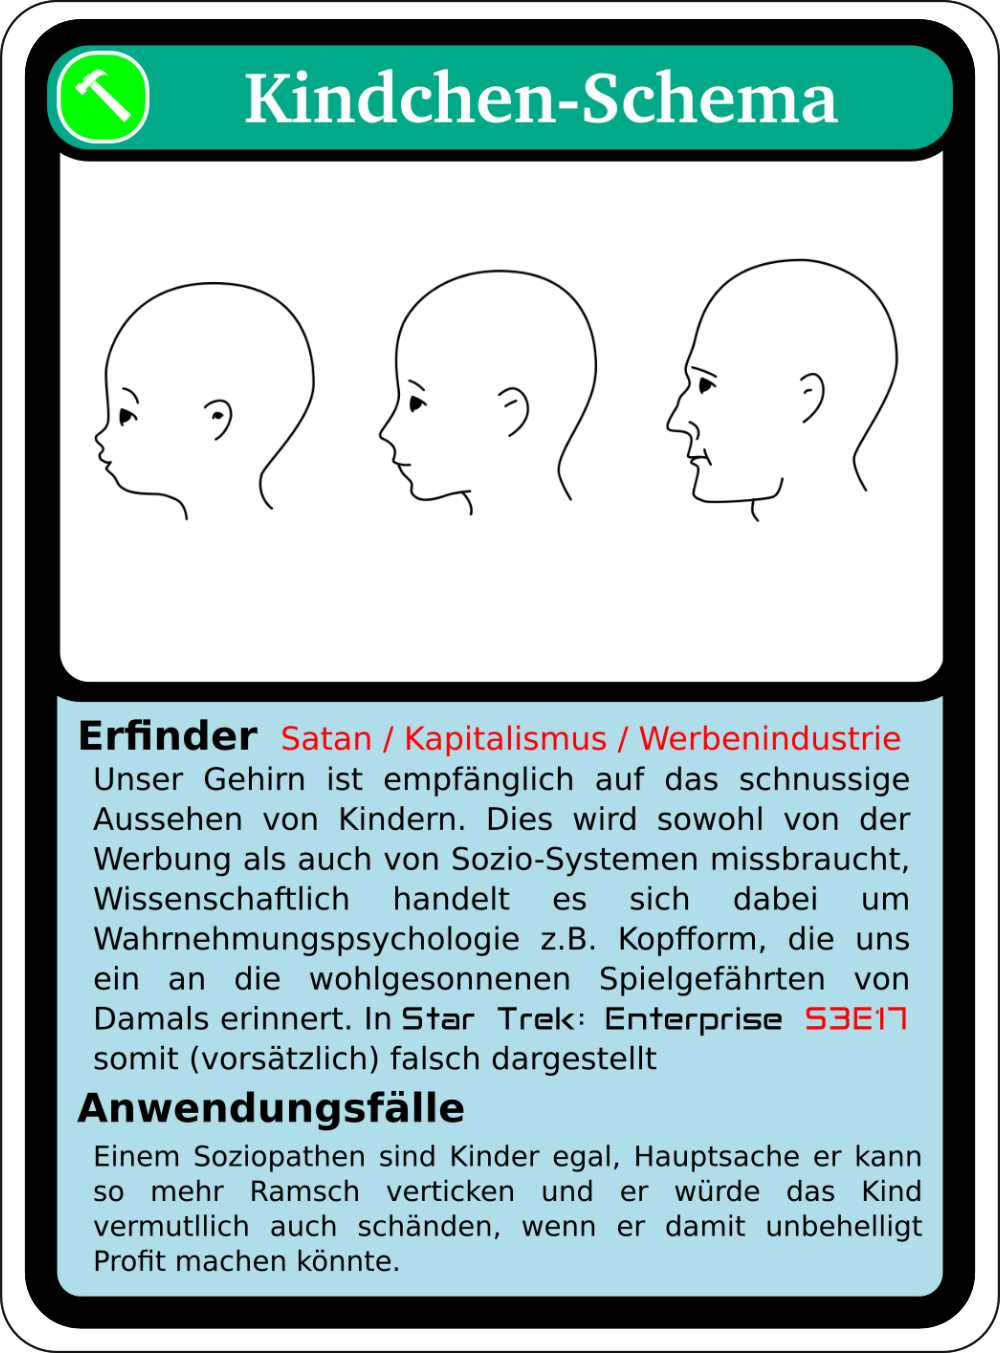 Kindchen-Schema
Erfinder Satan / Kapitalismus / Werbenindustrie
Unser Gehirn ist empfänglich auf das schnussige
Aussehen von Kindern. Dies wird sowohl von der
Werbung als auch von Sozio-Systemen missbraucht,
Wissenschaftlich handelt es sich dabei um
Wahrnehmungspsychologie z.B. Kopfform, die uns
ein an die wohlgesonnenen Spielgefährten von
Damals erinnert. In Star Trek: Enterprise S3E17
somit (vorsätzlich) falsch dargestellt
Anwendungsfälle
Einem Soziopathen sind Kinder egal, Hauptsache er kann
so mehr Ramsch verticken und er würde das Kind
vermutllich auch schänden, wenn er damit unbehelligt
Profit machen könnte.